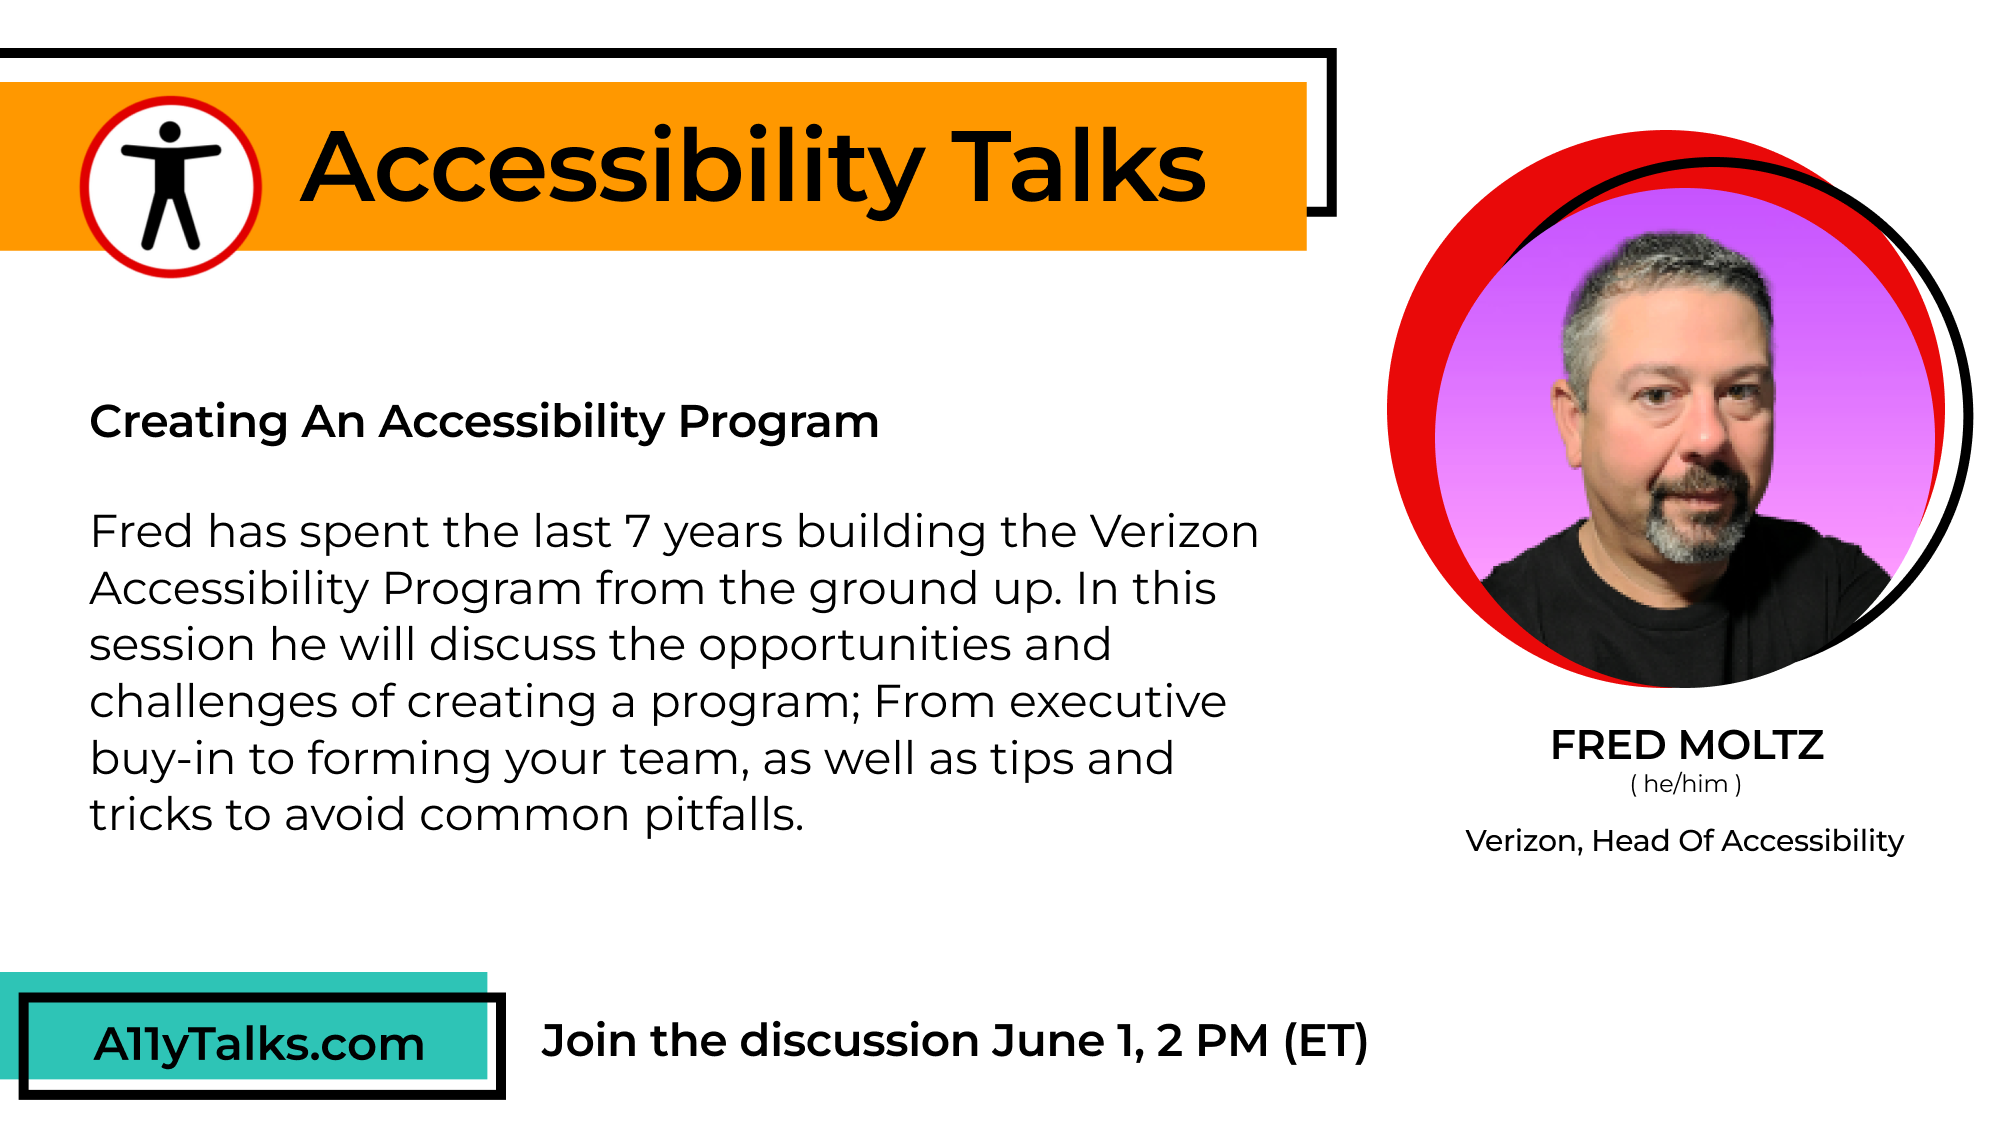 Accessibility Talks
Creating An Accessibility Program
Fred has spent the last 7 years building the Verizon
Accessibility Program from the ground up. In this
session he will discuss the opportunities and
challenges of creating a program; From executive
buy-in to forming your team, as well as tips and
tricks to avoid common pitfalls.
FRED MOLTZ
( he/him )
Verizon, Head Of Accessibility
A11yTalks.com
Join the discussion June 1, 2 PM (ET)